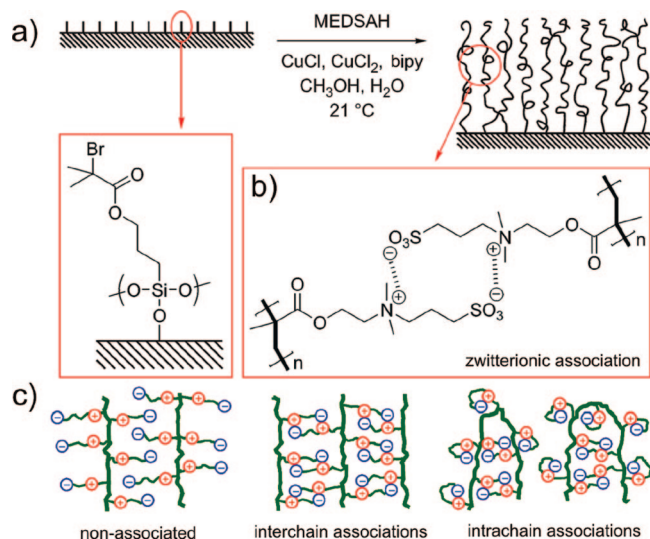 a)
MEDSAH
CuCl, CuCl2, bipy
CH3OH, H2O
21 °C
Br
O
O
O–Si–O
O
b)
O3S
⊖
N
⊕
O
O
n
⊕
⊖
O
O
N
SO3
n
zwitterionic association
c)
non-associated
interchain associations
intrachain associations